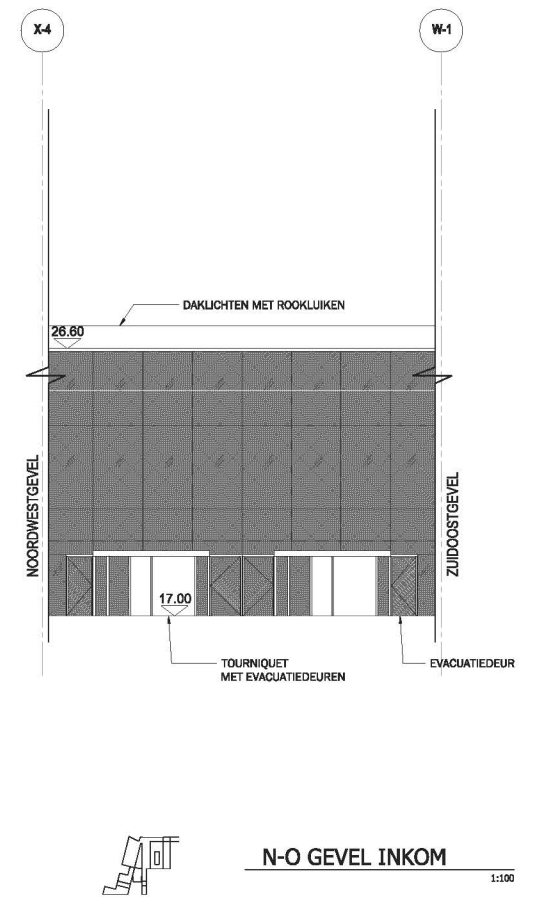 X-4
W-1
DAKLICHTEN MET ROOKLUIKEN
26.60
NOORDWESTGEVEL
ZUIDOOSTGEVEL
17.00
TOURNIQUET
MET EVACUATIEDEUREN
EVACUATIEDEUR
N-O GEVEL INKOM
1:100